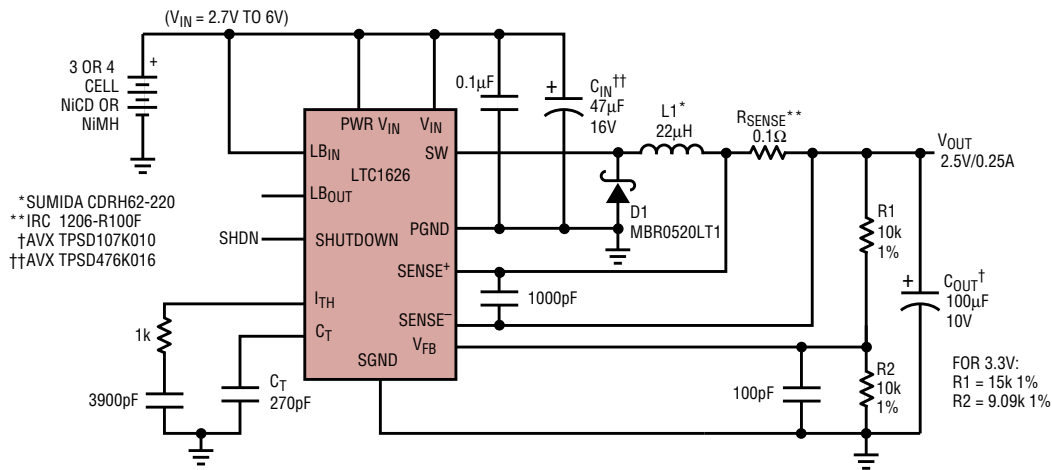 (VIN = 2.7V TO 6V)
3 OR 4
CELL
NiCD OR
NiMH
+
0.1µF
+
CIN††
47µF
16V
PWR VIN
VIN
LBIN
SW
LTC1626
LBOUT
SHDN
SHUTDOWN
PGND
SENSE+
SENSE−
ITH
CT
VFB
SGND
L1*
22µH
RSENSE**
0.1Ω
VOUT
2.5V/0.25A
D1
MBR0520LT1
R1
10k
1%
1000pF
+
COUT†
100µF
10V
*SUMIDA CDRH62-220
**IRC 1206-R100F
†AVX TPSD107K010
††AVX TPSD476K016
1k
3900pF
CT
270pF
100pF
R2
10k
1%
FOR 3.3V:
R1 = 15k 1%
R2 = 9.09k 1%